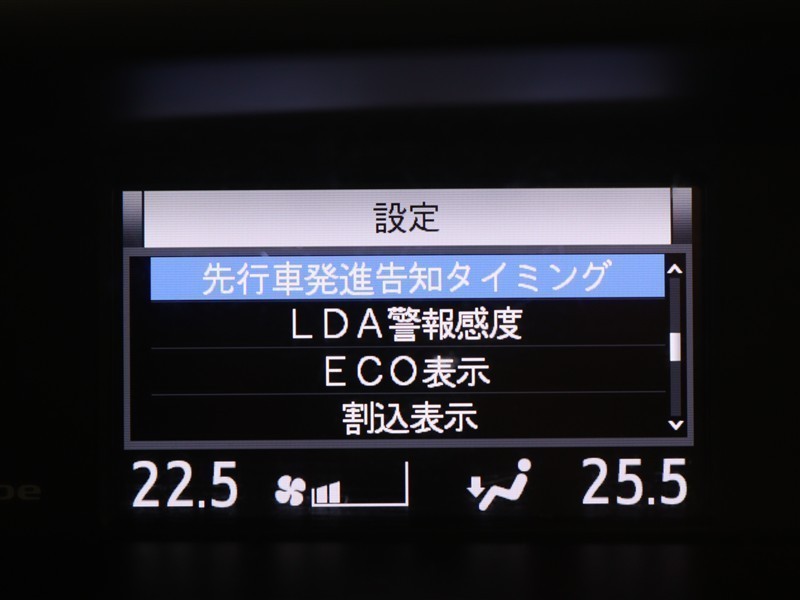 設定
先行車発進告知タイミング
ＬＤＡ警報感度
ＥＣＯ表示
割込表示
22.5 25.5